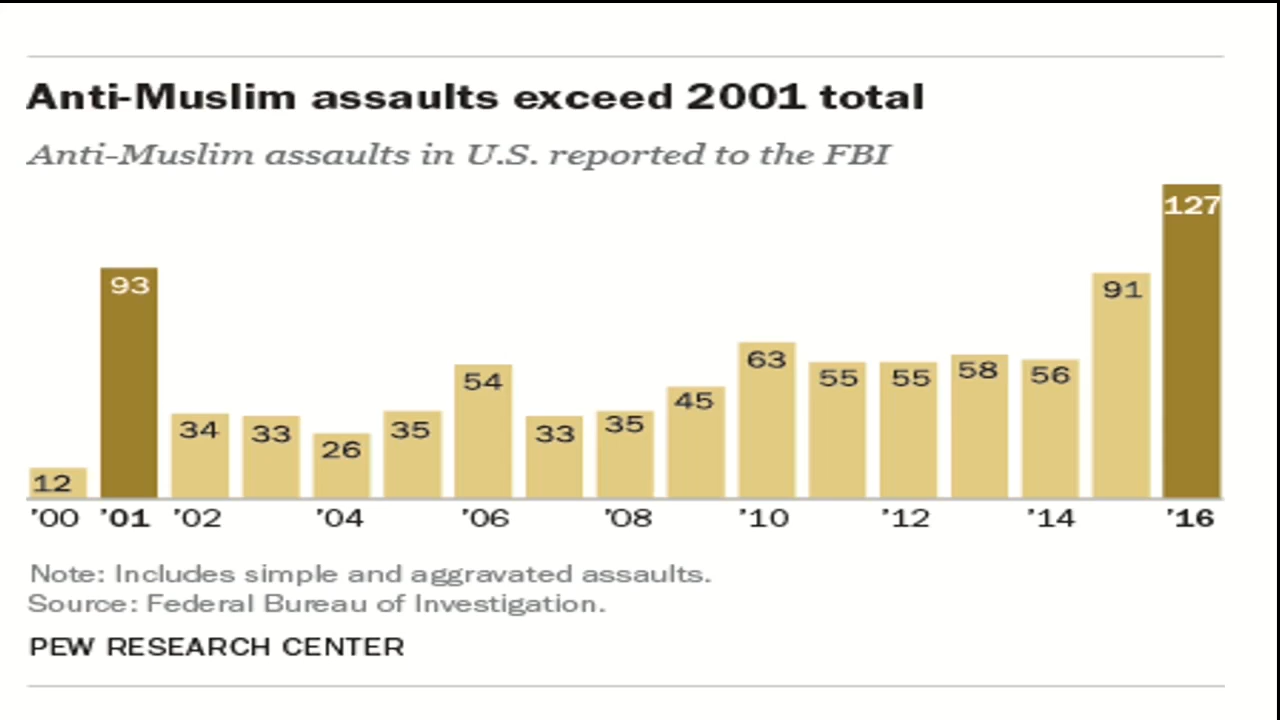 Anti-Muslim assaults exceed 2001 total
Anti-Muslim assaults in U.S. reported to the FBI
12 93 34 33 26 35 54 33 35 45 63 55 55 58 56 91 127
’00 ’01 ’02 ’04 ’06 ’08 ’10 ’12 ’14 ’16
Note: Includes simple and aggravated assaults.
Source: Federal Bureau of Investigation.
PEW RESEARCH CENTER